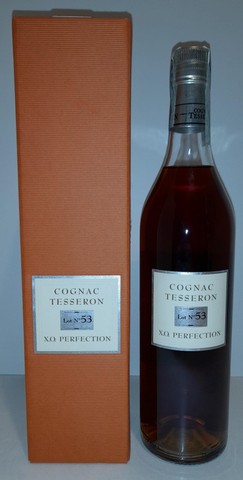 COGNAC
TESSERON
Lot N°53
X.O. PERFECTION
COGNAC
TESSERON
Lot N°53
X.O. PERFECTION